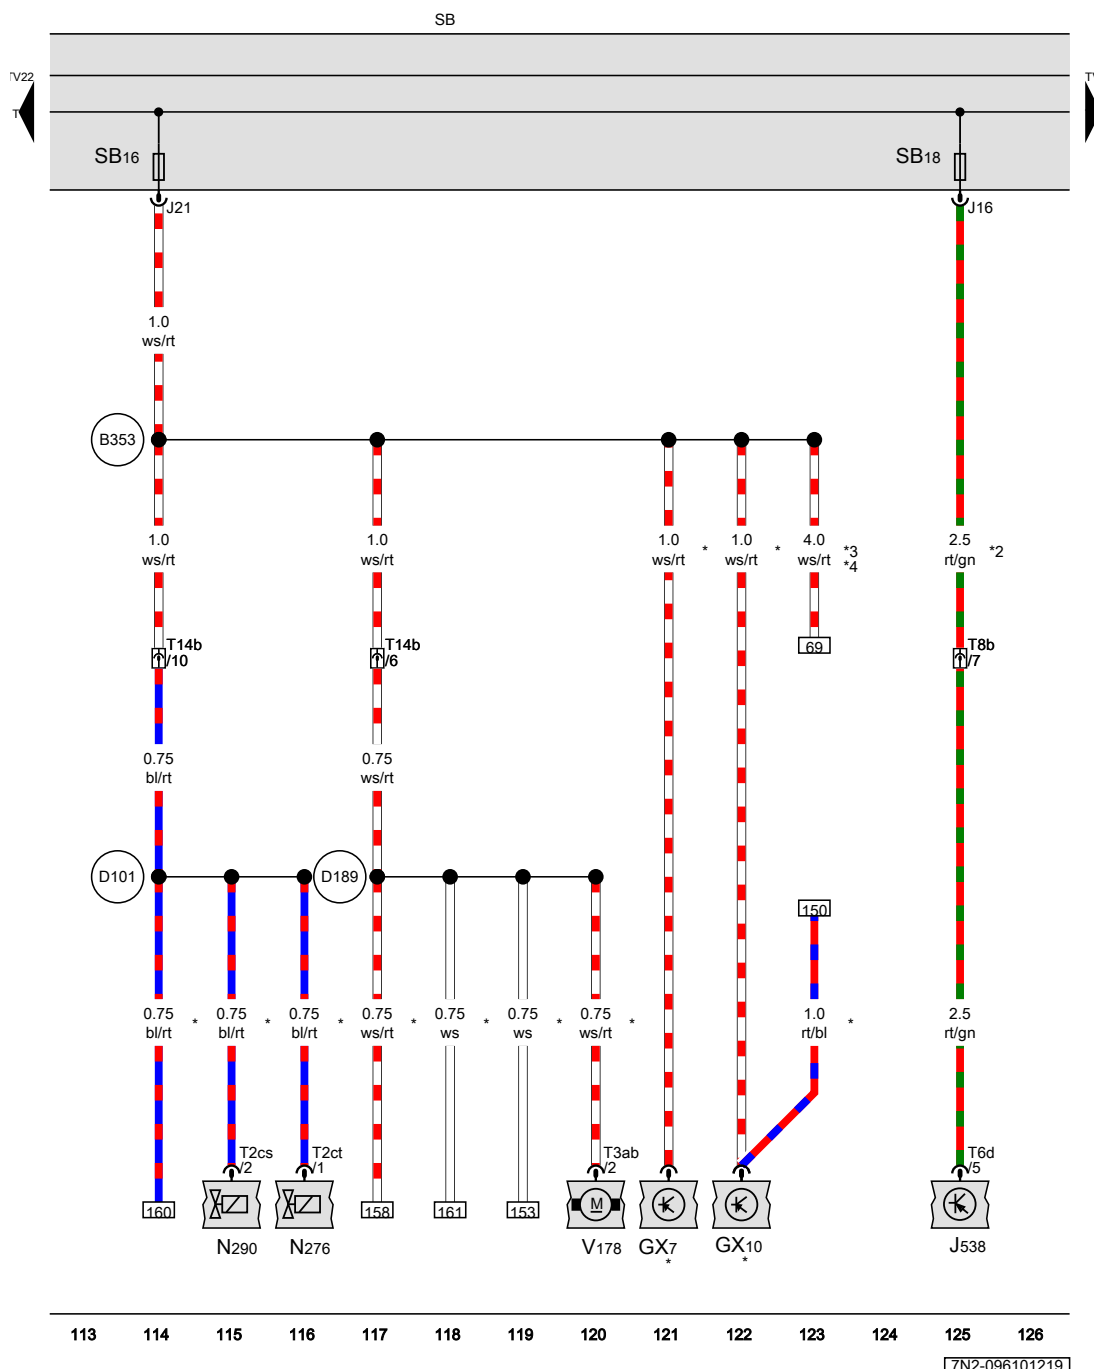 SB
TV22
TV
T
SB16
SB18
J21
J16
1.0
ws/rt
B353
1.0
ws/rt
1.0
ws/rt
1.0
ws/rt
*
1.0
ws/rt
*
4.0
ws/rt
*3
*4
2.5
rt/gn
*2
T14b
/10
T14b
/6
69
T8b
/7
0.75
bl/rt
0.75
ws/rt
D101
D189
150
0.75
bl/rt
*
0.75
bl/rt
*
0.75
bl/rt
*
0.75
ws/rt
*
0.75
ws
*
0.75
ws
*
0.75
ws/rt
*
1.0
rt/bl
*
2.5
rt/gn
T2cs
/2
T2ct
/1
T3ab
/2
T6d
/5
160
158
161
153
M
N290
N276
V178
GX7
*
GX10
*
J538
113 114 115 116 117 118 119 120 121 122 123 124 125 126
7N2-096101219